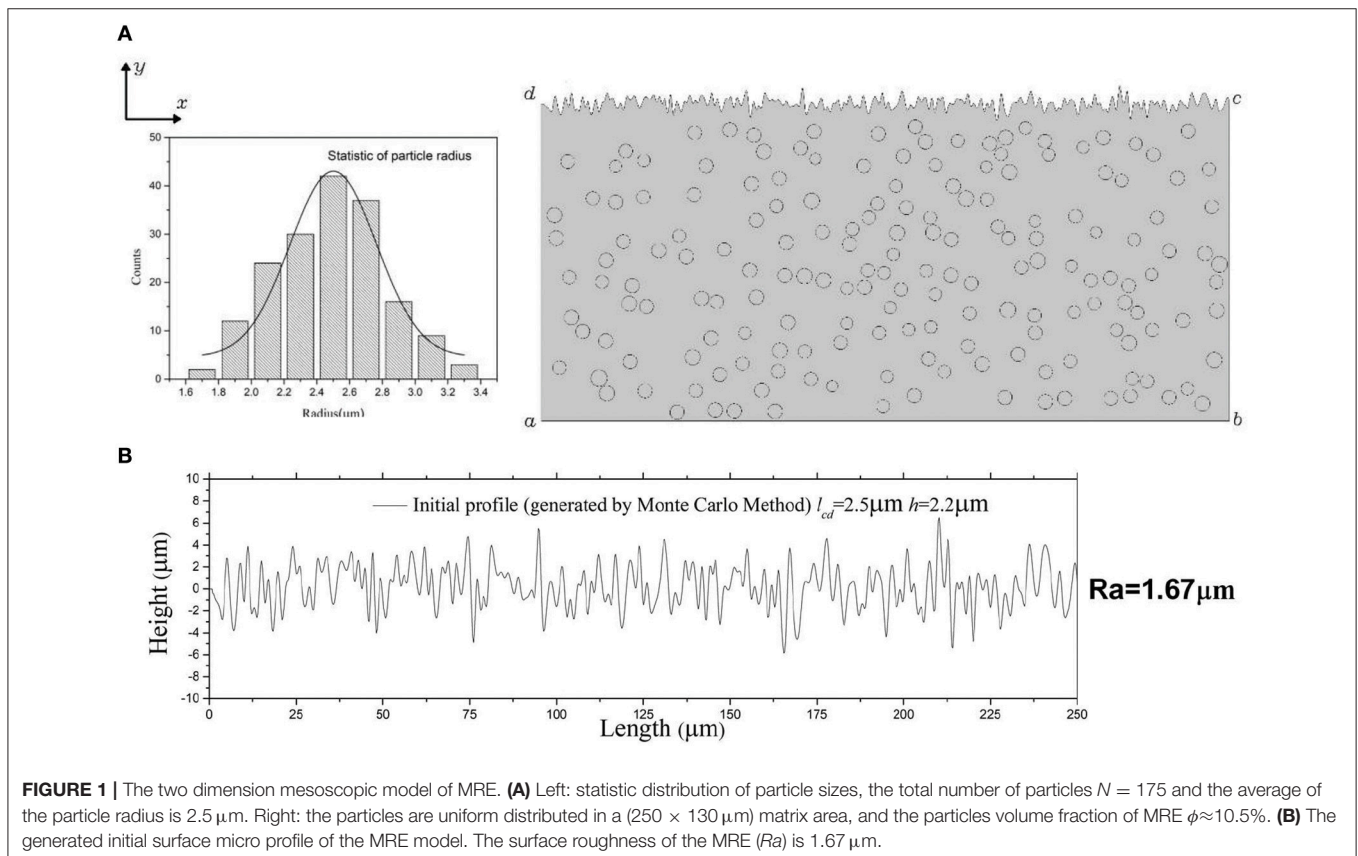 A
y
x
50
40
30
20
10
0
Counts
Statistic of particle radius
1.6 1.8 2.0 2.2 2.4 2.6 2.8 3.0 3.2 3.4
Radius(um)
d
c
a
b
B
10
8
6
4
2
0
-2
-4
-6
-8
-10
Height (μm)
Initial profile (generated by Monte Carlo Method) lcd=2.5μm h=2.2μm
0 25 50 75 100 125 150 175 200 225 250
Length (μm)
Ra=1.67μm
FIGURE 1 | The two dimension mesoscopic model of MRE. (A) Left: statistic distribution of particle sizes, the total number of particles N = 175 and the average of
the particle radius is 2.5 μm. Right: the particles are uniform distributed in a (250 × 130 μm) matrix area, and the particles volume fraction of MRE ϕ≈10.5%. (B) The
generated initial surface micro profile of the MRE model. The surface roughness of the MRE (Ra) is 1.67 μm.